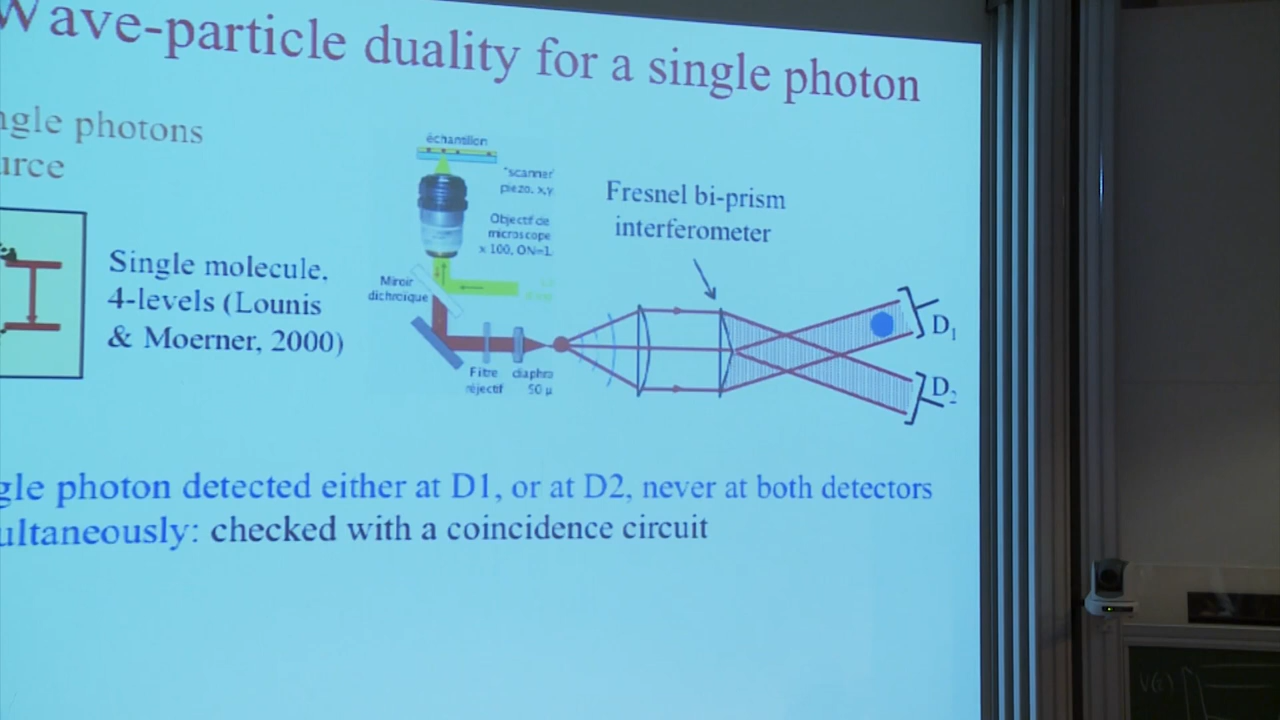 Wave-particle duality for a single photon
ngle photons
urce
échantillon
"scanner
piezo. x,y
Objectif de
microscope
x 100, ON=1.
Miroir
dichroique
Filtre
réjectif
diaphra
50 µ
Fresnel bi-prism
interferometer
Single molecule,
4-levels (Lounis
& Moerner, 2000)
D1
D2
gle photon detected either at D1, or at D2, never at both detectors
ultaneously: checked with a coincidence circuit
V(r)